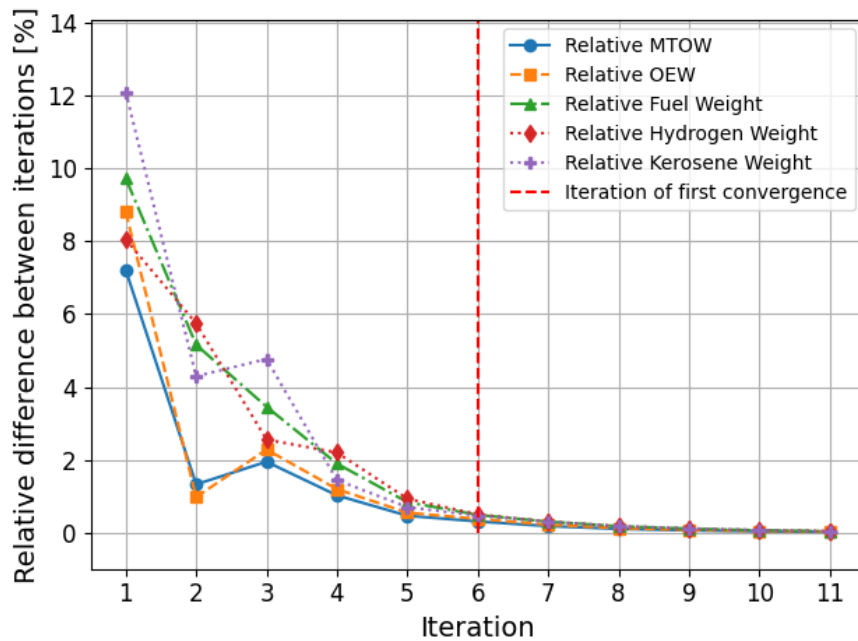 Relative difference between iterations [%]
14
12
10
8
6
4
2
0
Relative MTOW
Relative OEW
Relative Fuel Weight
Relative Hydrogen Weight
Relative Kerosene Weight
Iteration of first convergence
1 2 3 4 5 6 7 8 9 10 11
Iteration